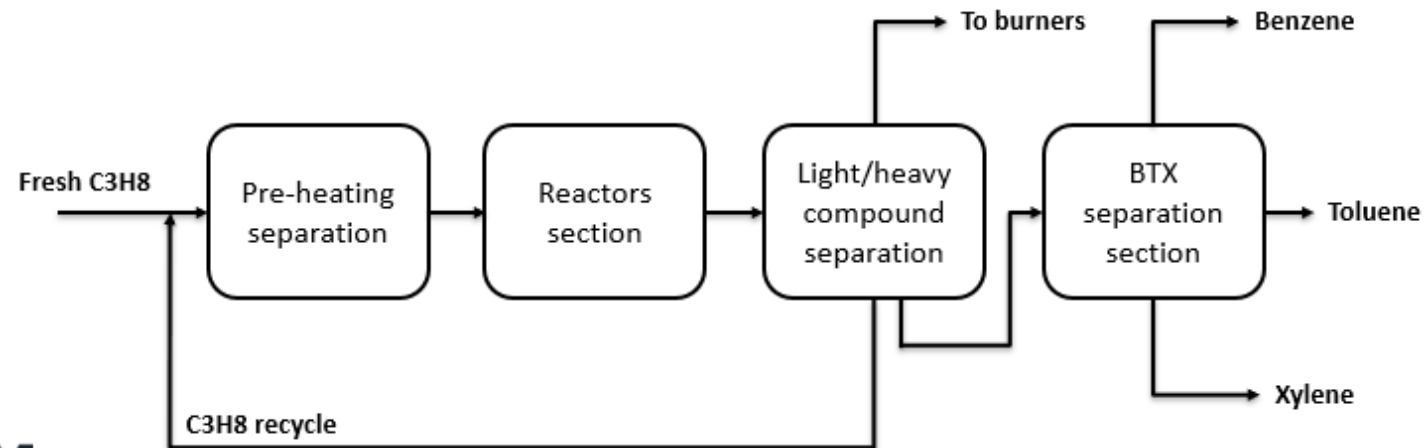 To burners
Benzene
Fresh C3H8
Pre-heating
separation
Reactors
section
Light/heavy
compound
separation
BTX
separation
section
Toluene
Xylene
C3H8 recycle